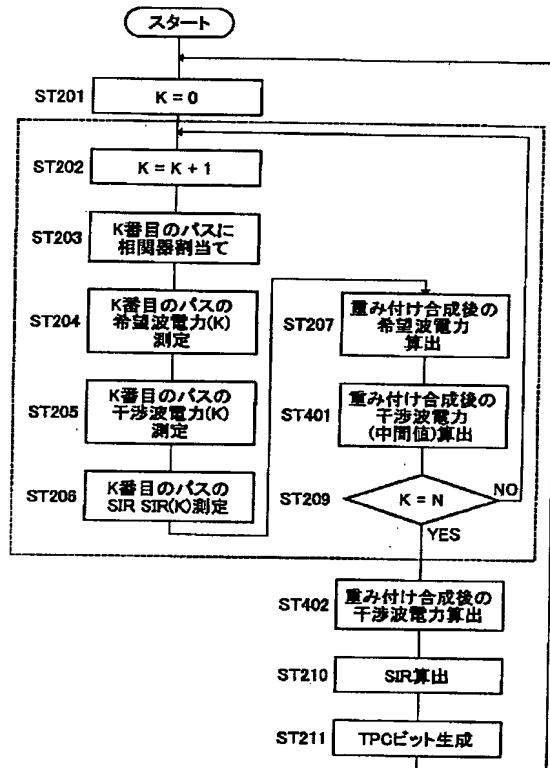 スタート
ST201
K = 0
ST202
K = K + 1
ST203
K番目のパスに
相関器割当て
ST204
K番目のパスの
希望波電力(K)
測定
ST205
K番目のパスの
干渉波電力(K)
測定
ST206
K番目のパスの
SIR SIR(K)測定
ST207
重み付け合成後の
希望波電力
算出
ST401
重み付け合成後の
干渉波電力
(中間値)算出
ST209
K = N
NO
YES
ST402
重み付け合成後の
干渉波電力算出
ST210
SIR算出
ST211
TPCビット生成